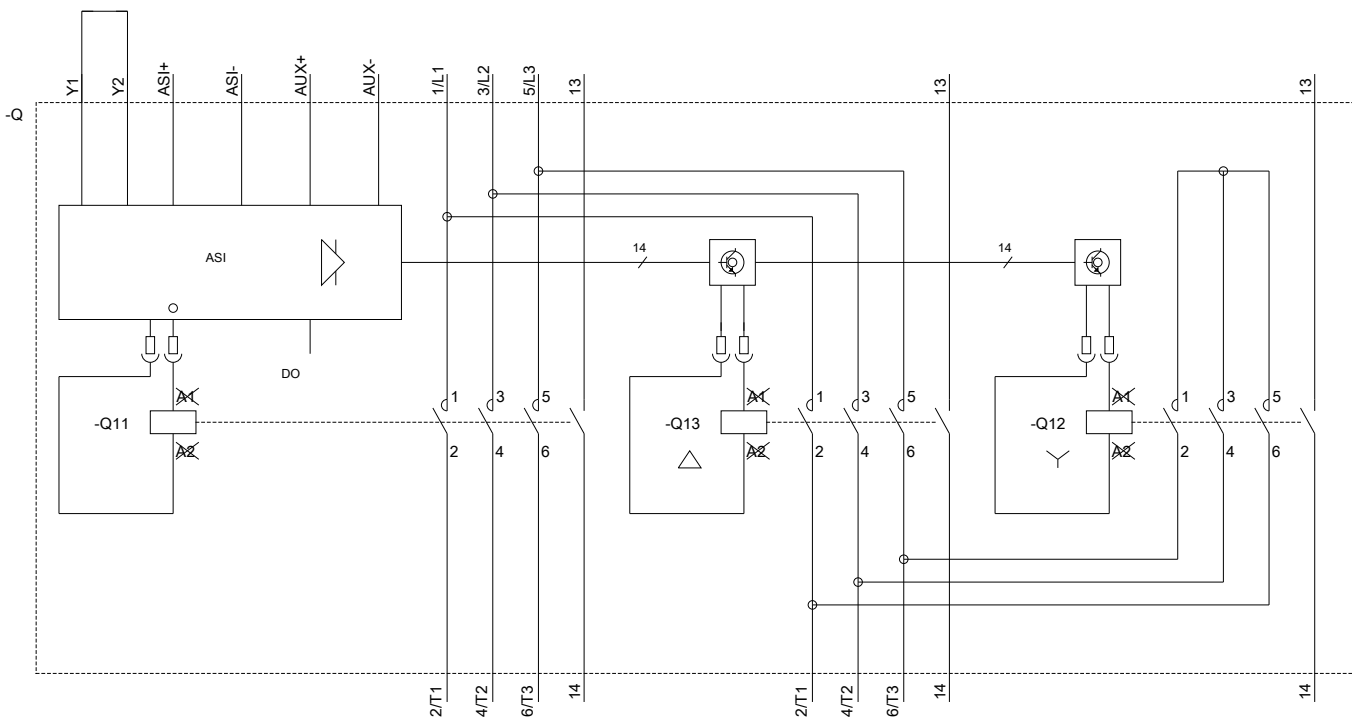 Y1
Y2
ASI+
ASI-
AUX+
AUX-
1/L1
3/L2
5/L3
13
13
13
-Q
ASI
14
14
DO
A1
1
3
5
A1
1
3
5
A1
1
3
5
-Q11
-Q13
-Q12
A2
2
4
6
A2
2
4
6
A2
2
4
6
2/T1
4/T2
6/T3
14
2/T1
4/T2
6/T3
14
14